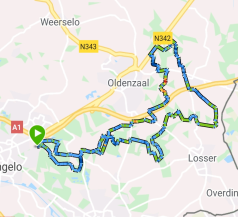 Weerselo
N342
N343
Oldenzaal
A1
Losser
ngelo
Overdin